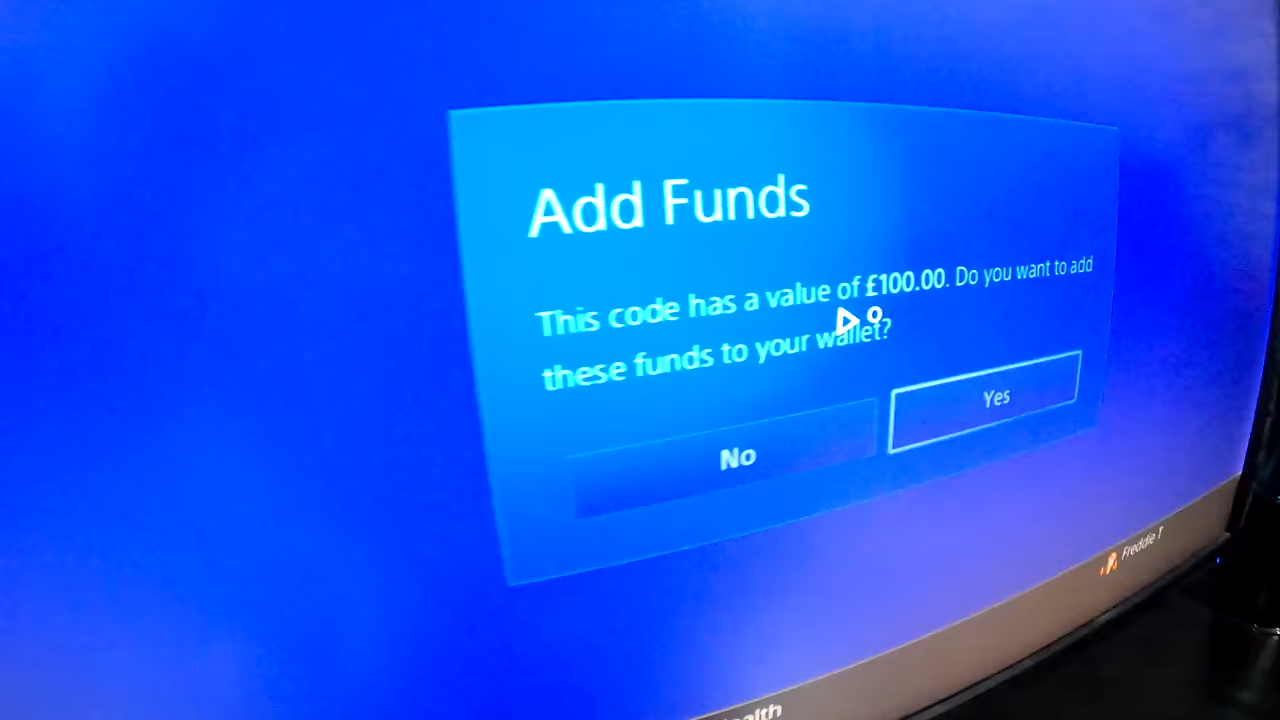 Add Funds
This code has a value of £100.00. Do you want to add
these funds to your wallet?
No
Yes
Freddie T